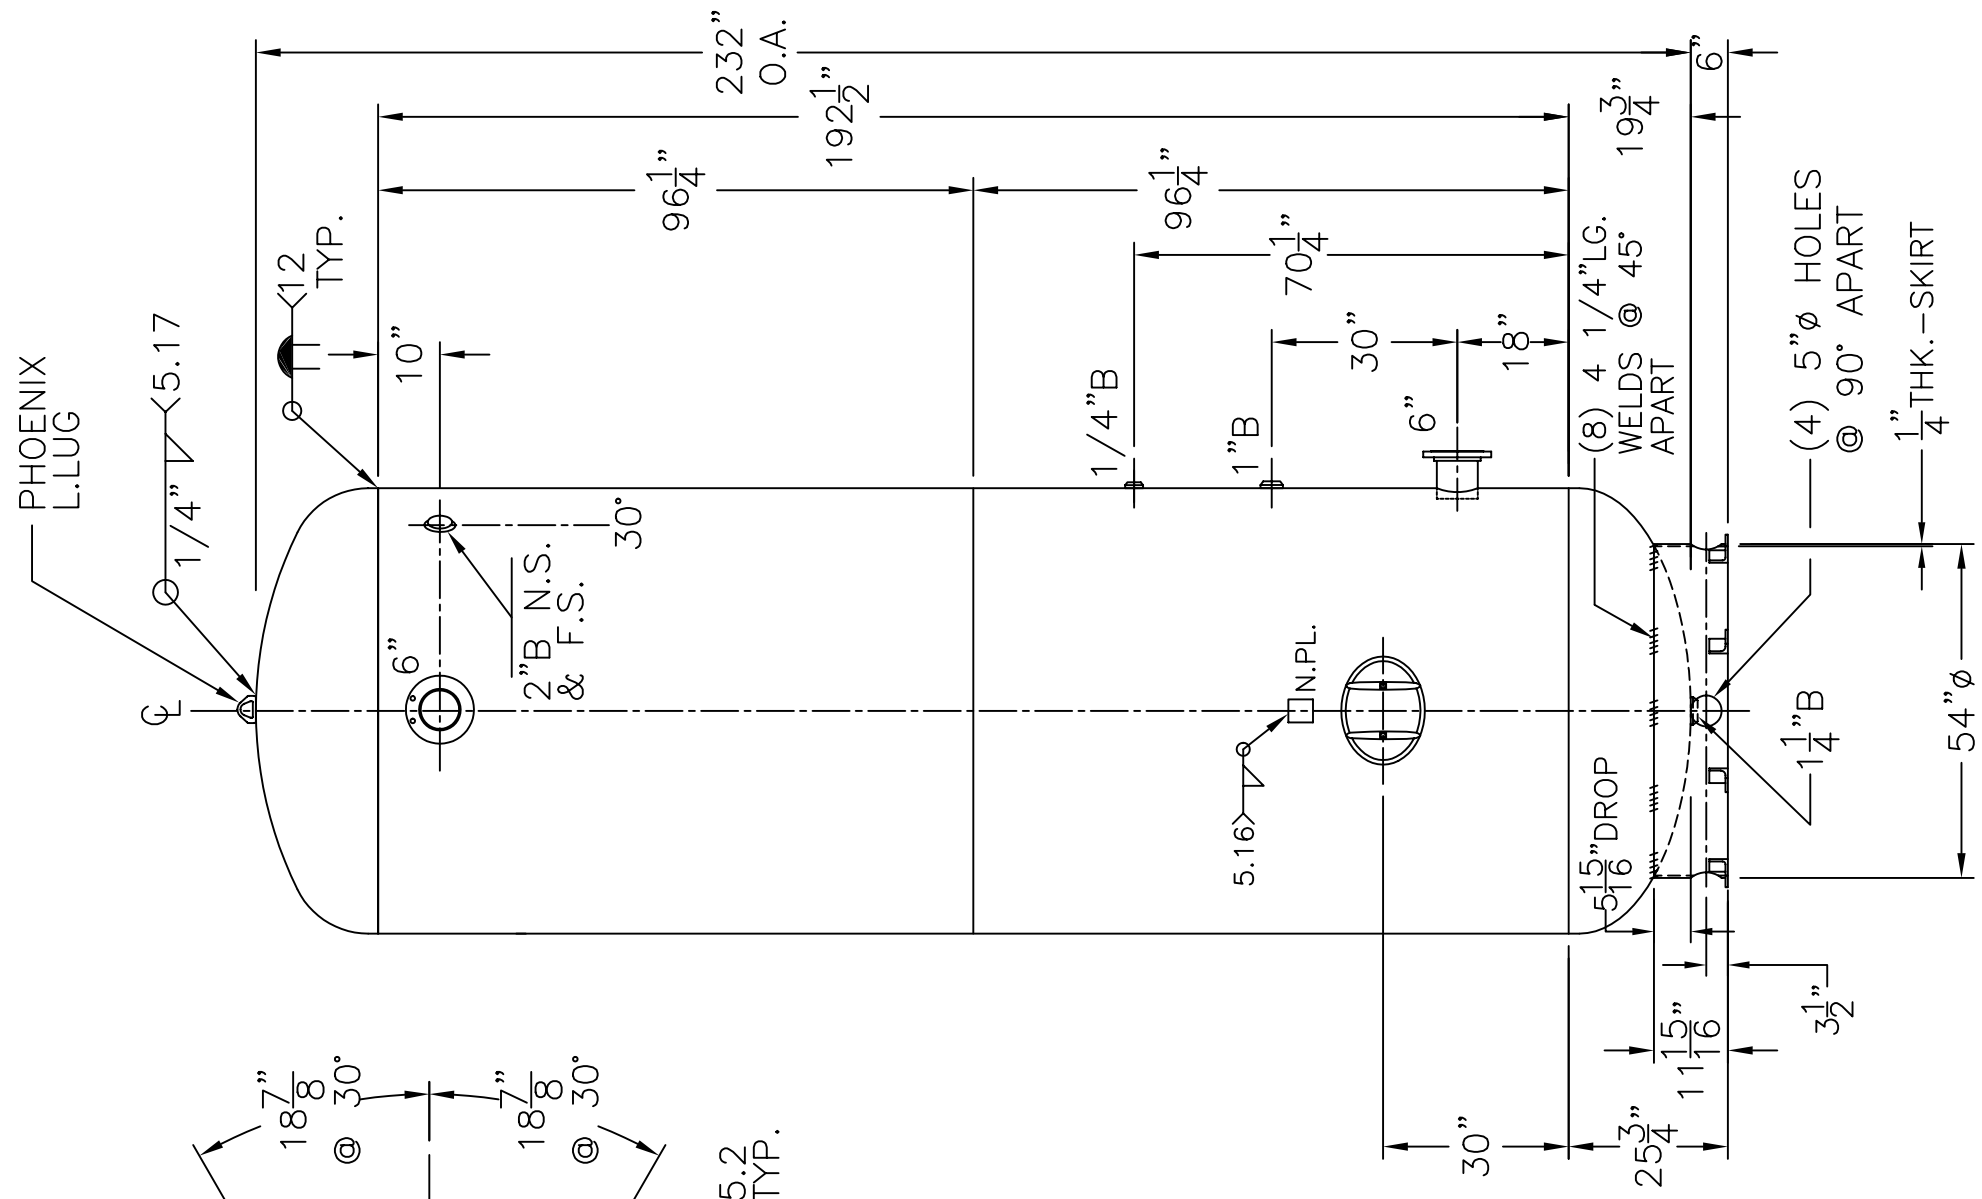 PHOENIX
L.LUG
1/4"
5.17
12
TYP.
℄
10"
6"
2"B N.S.
& F.S.
30°
232"
O.A.
192 1/2"
96 1/4"
96 1/4"
70 1/4"
30"
18"
19 3/4"
6"
1/4"B
1"B
6"
(8) 4 1/4"LG.
WELDS @ 45°
APART
(4) 5"ø HOLES
@ 90° APART
1/4" THK.-SKIRT
N.PL.
5.16
5 15/16" DROP
1 1/4"B
54"ø
3 1/2"
11 15/16"
25 3/4"
30"
18 7/8"
@ 30°
18 7/8"
@ 30°
5.2
TYP.